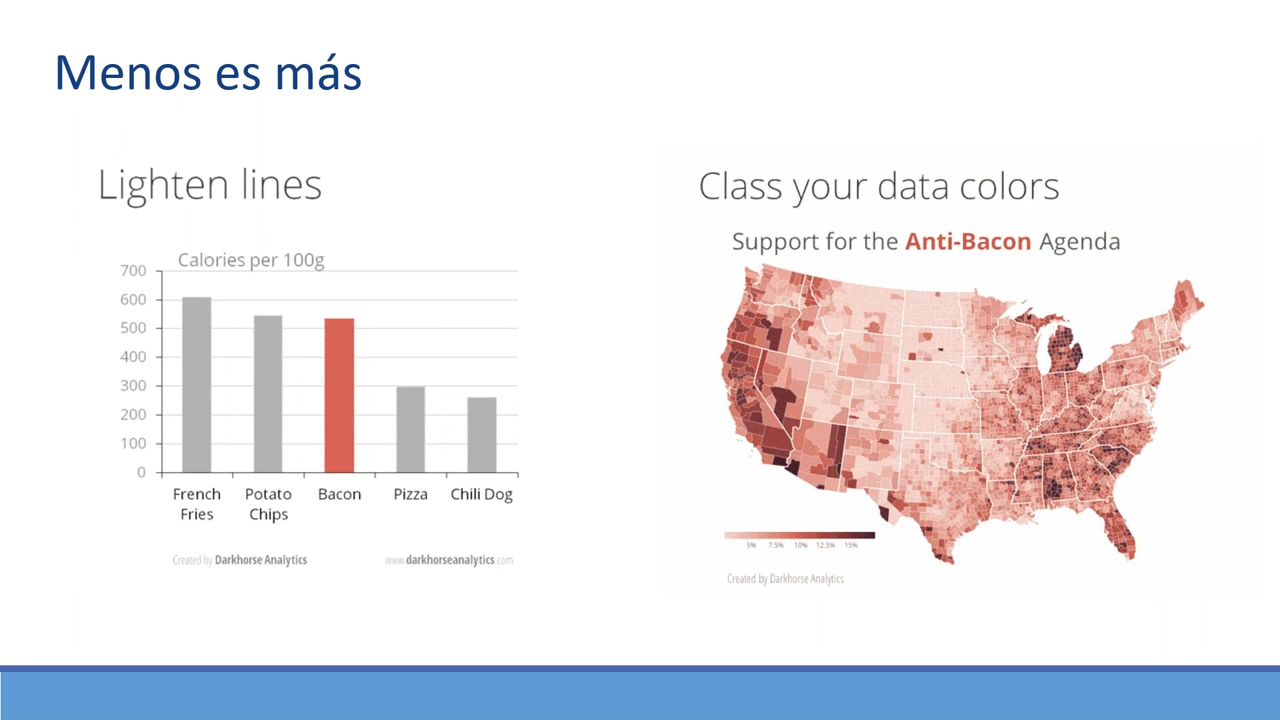 Menos es más
Lighten lines
Calories per 100g
700
600
500
400
300
200
100
0
French
Fries
Potato
Chips
Bacon
Pizza
Chili Dog
Created by Darkhorse Analytics
www.darkhorseanalytics.com
Class your data colors
Support for the Anti-Bacon Agenda
5% 7.5% 10% 12.5% 15%
Created by Darkhorse Analytics